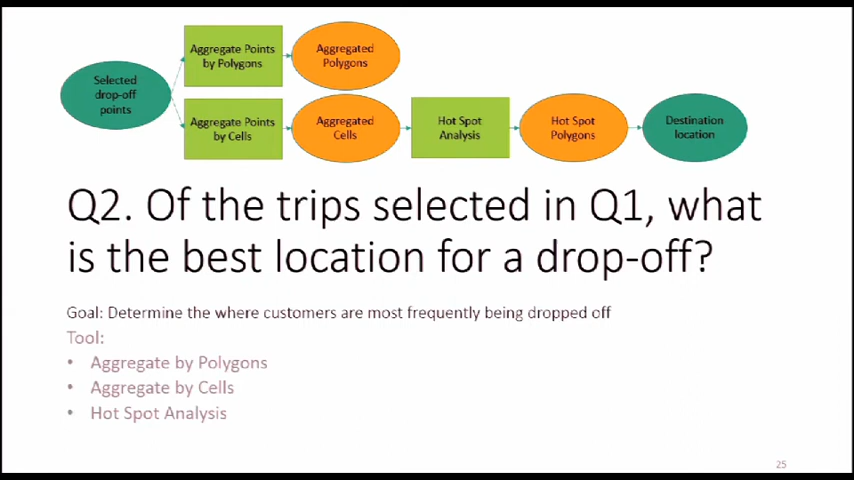 Selected
drop-off
points
Aggregate Points
by Polygons
Aggregated
Polygons
Aggregate Points
by Cells
Aggregated
Cells
Hot Spot
Analysis
Hot Spot
Polygons
Destination
location
Q2. Of the trips selected in Q1, what
is the best location for a drop-off?
Goal: Determine the where customers are most frequently being dropped off
Tool:
• Aggregate by Polygons
• Aggregate by Cells
• Hot Spot Analysis
25